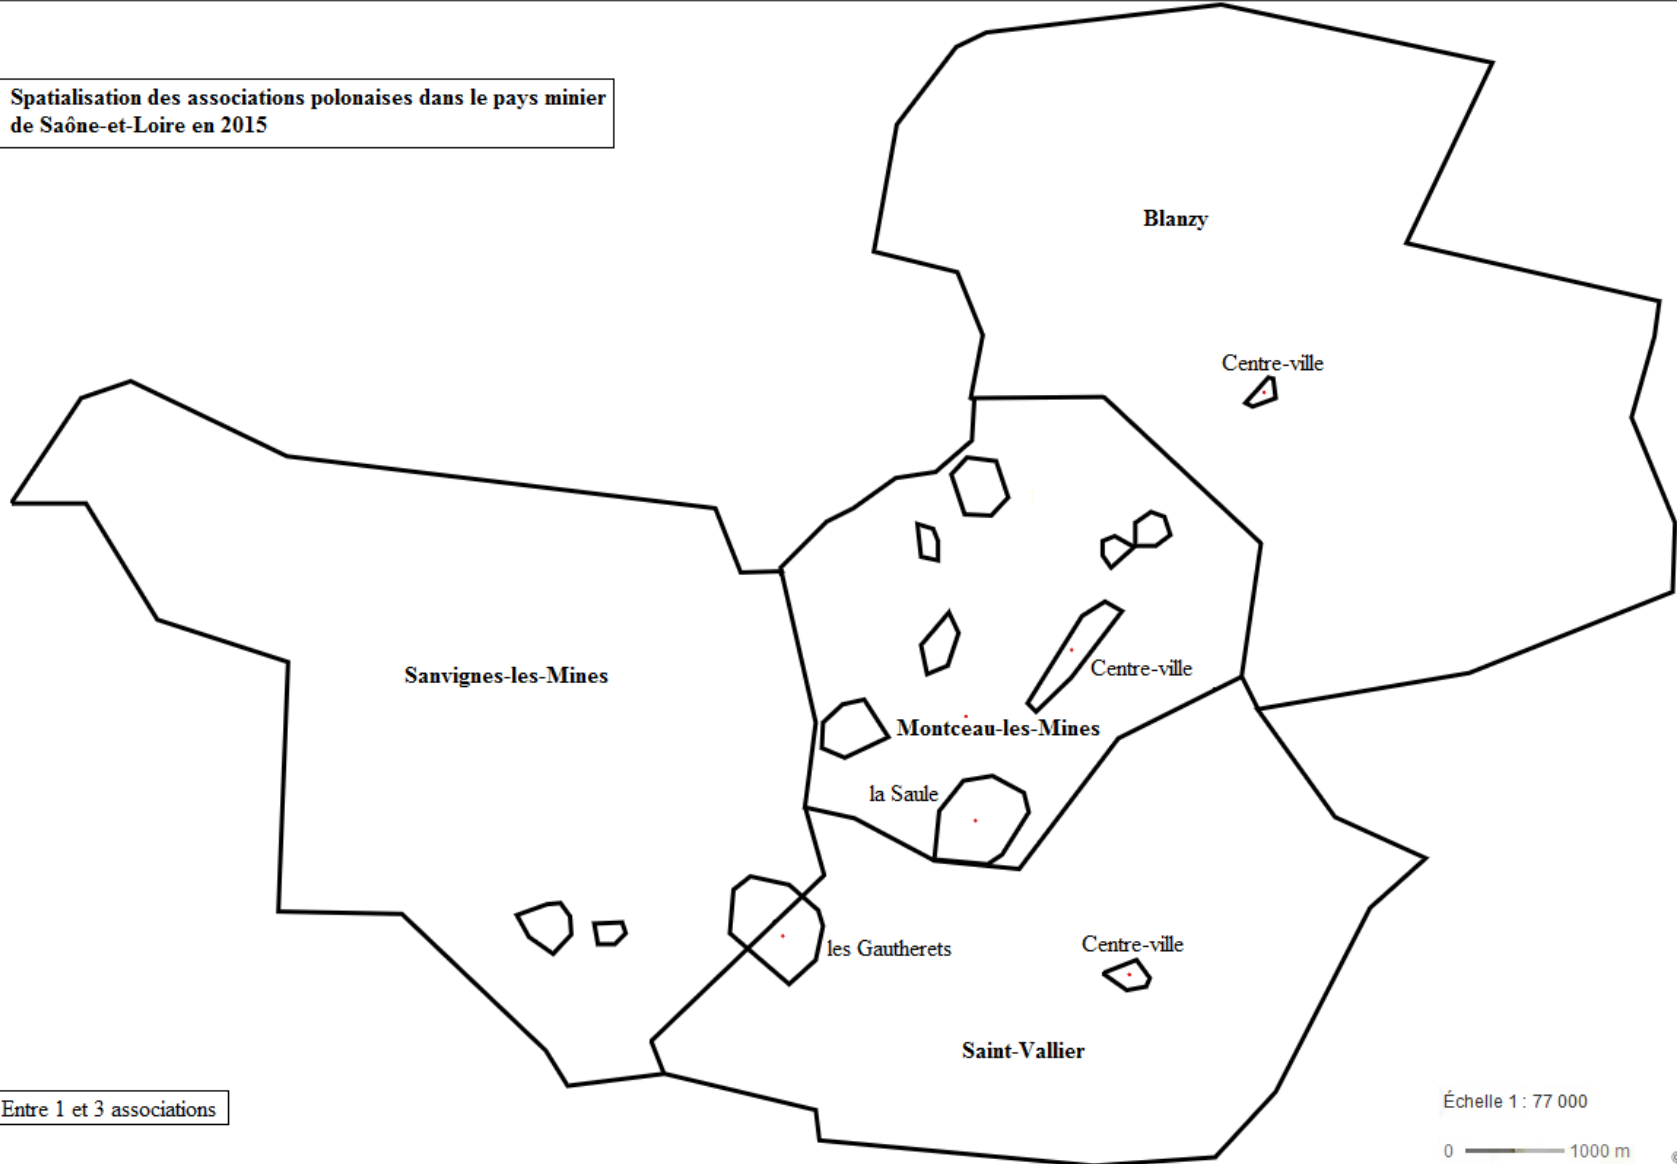 Spatialisation des associations polonaises dans le pays minier
de Saône-et-Loire en 2015
Blanzy
Centre-ville
Sanvignes-les-Mines
Centre-ville
Montceau-les-Mines
la Saule
les Gautherets
Centre-ville
Saint-Vallier
Entre 1 et 3 associations
Échelle 1 : 77 000
0 1000 m